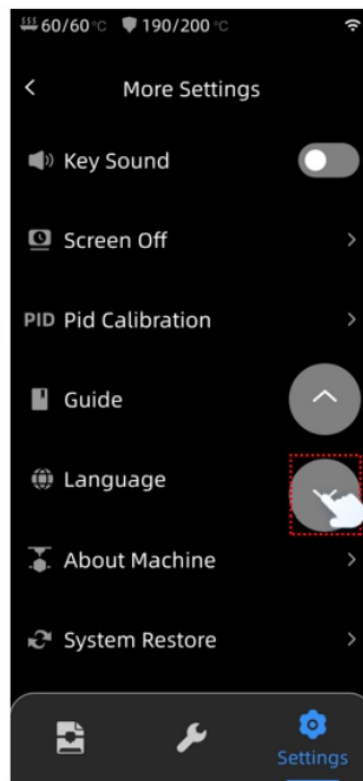 60/60 °C 190/200 °C
More Settings
Key Sound
Screen Off
PID Pid Calibration
Guide
Language
About Machine
System Restore
Settings